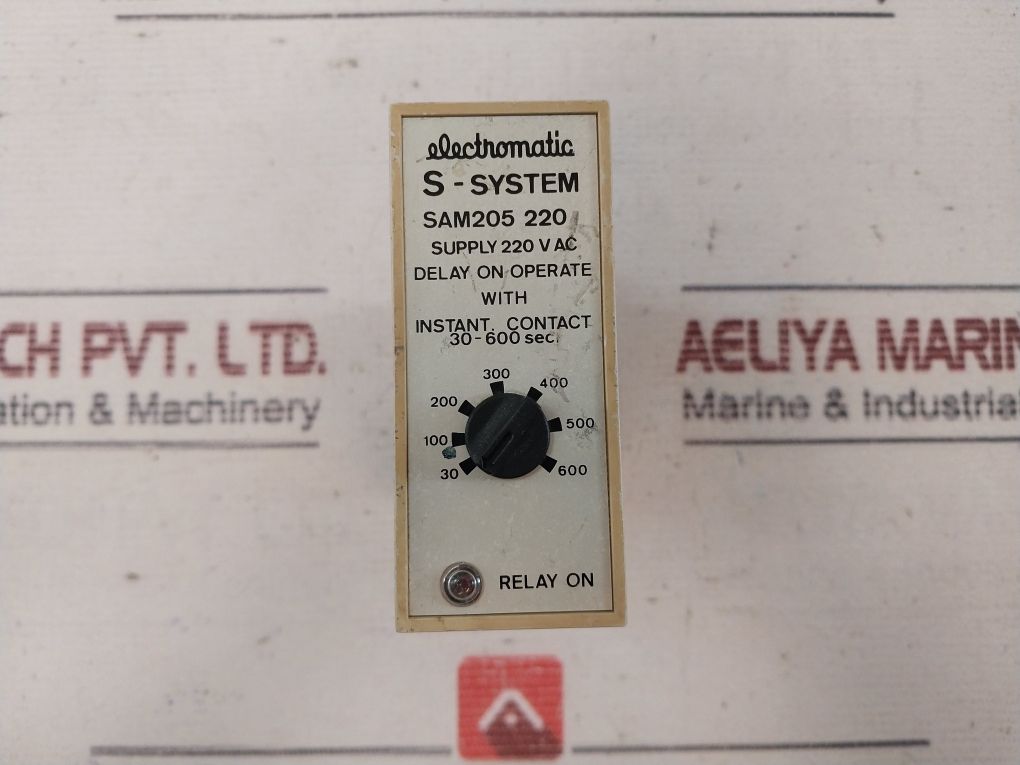 electromatic
S - SYSTEM
SAM205 220
SUPPLY 220 V AC
DELAY ON OPERATE
WITH
INSTANT. CONTACT
30-600 sec.
300
400
200
500
100
30
600
RELAY ON
CH PVT. LTD.
ation & Machinery
AELIYA MARIN
Marine & Industrial